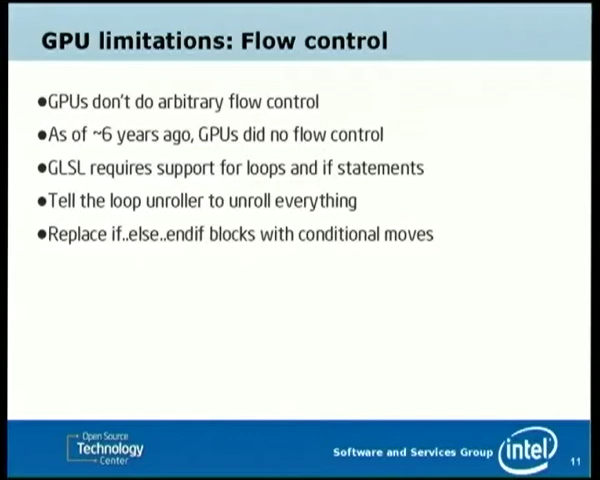 GPU limitations: Flow control
●GPUs don't do arbitrary flow control
●As of ~6 years ago, GPUs did no flow control
●GLSL requires support for loops and if statements
●Tell the loop unroller to unroll everything
●Replace if..else..endif blocks with conditional moves
Open Source
Technology
Center
Software and Services Group
intel
11